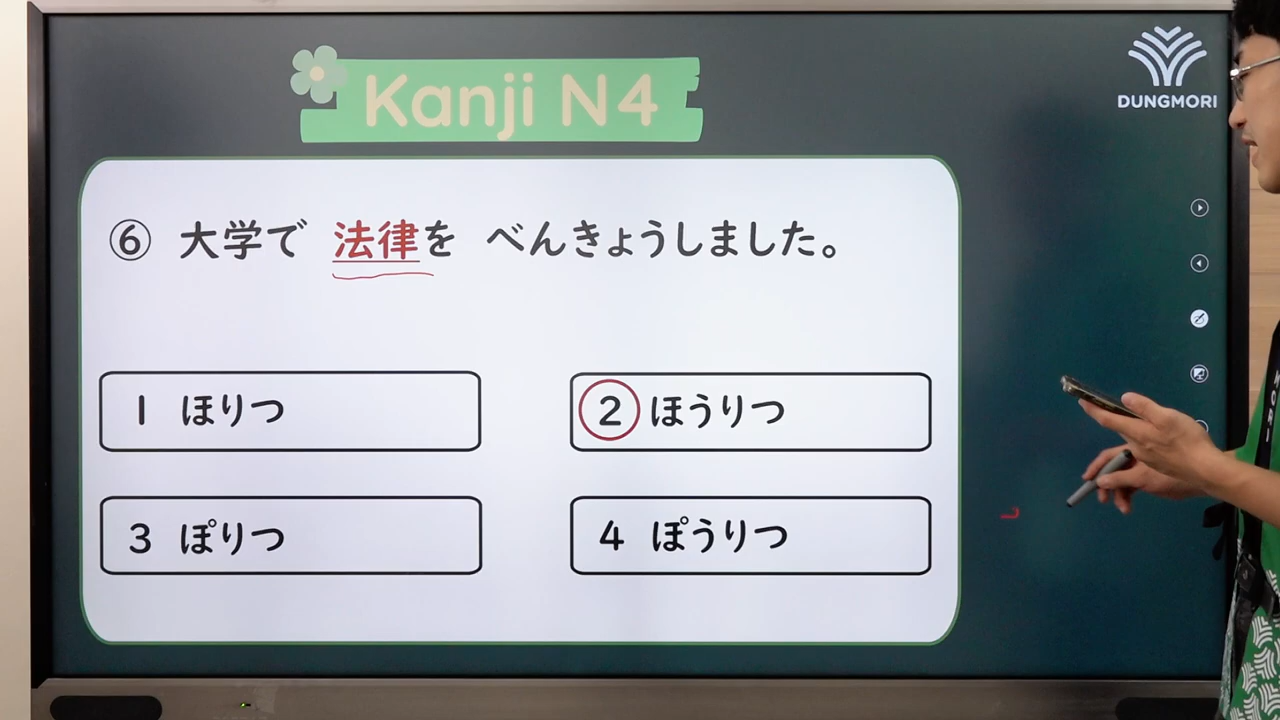 Kanji N4
DUNGMORI
⑥ 大学で 法律を べんきょうしました。
1 ほりつ
2 ほうりつ
3 ぽりつ
4 ぽうりつ